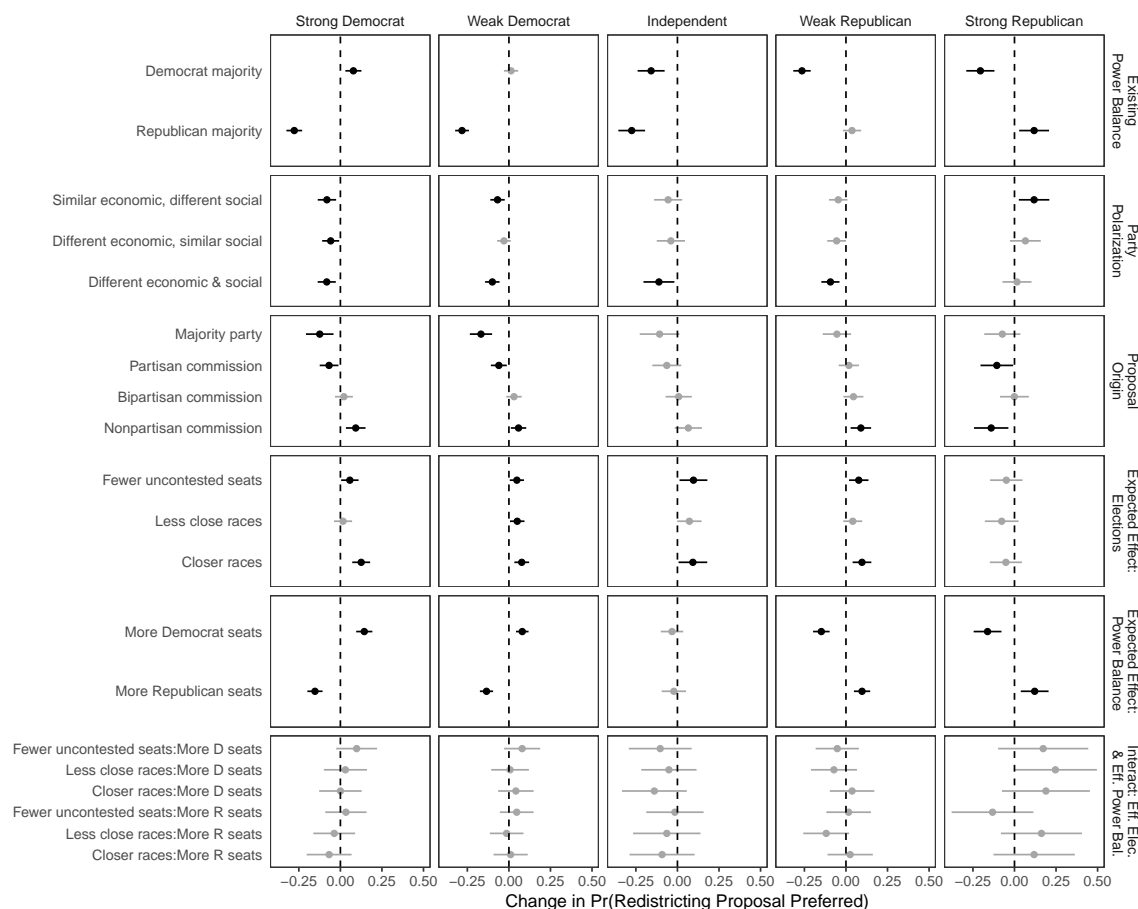 Strong Democrat
Weak Democrat
Independent
Weak Republican
Strong Republican
Democrat majority
Republican majority
Existing
Power Balance
Similar economic, different social
Different economic, similar social
Different economic & social
Party
Polarization
Majority party
Partisan commission
Bipartisan commission
Nonpartisan commission
Proposal
Origin
Fewer uncontested seats
Less close races
Closer races
Expected Effect:
Elections
More Democrat seats
More Republican seats
Expected Effect:
Power Balance
Fewer uncontested seats:More D seats
Less close races:More D seats
Closer races:More D seats
Fewer uncontested seats:More R seats
Less close races:More R seats
Closer races:More R seats
Interact: Eff. Elec.
& Eff. Power Bal.
−0.25 0.00 0.25 0.50 −0.25 0.00 0.25 0.50 −0.25 0.00 0.25 0.50 −0.25 0.00 0.25 0.50 −0.25 0.00 0.25 0.50
Change in Pr(Redistricting Proposal Preferred)